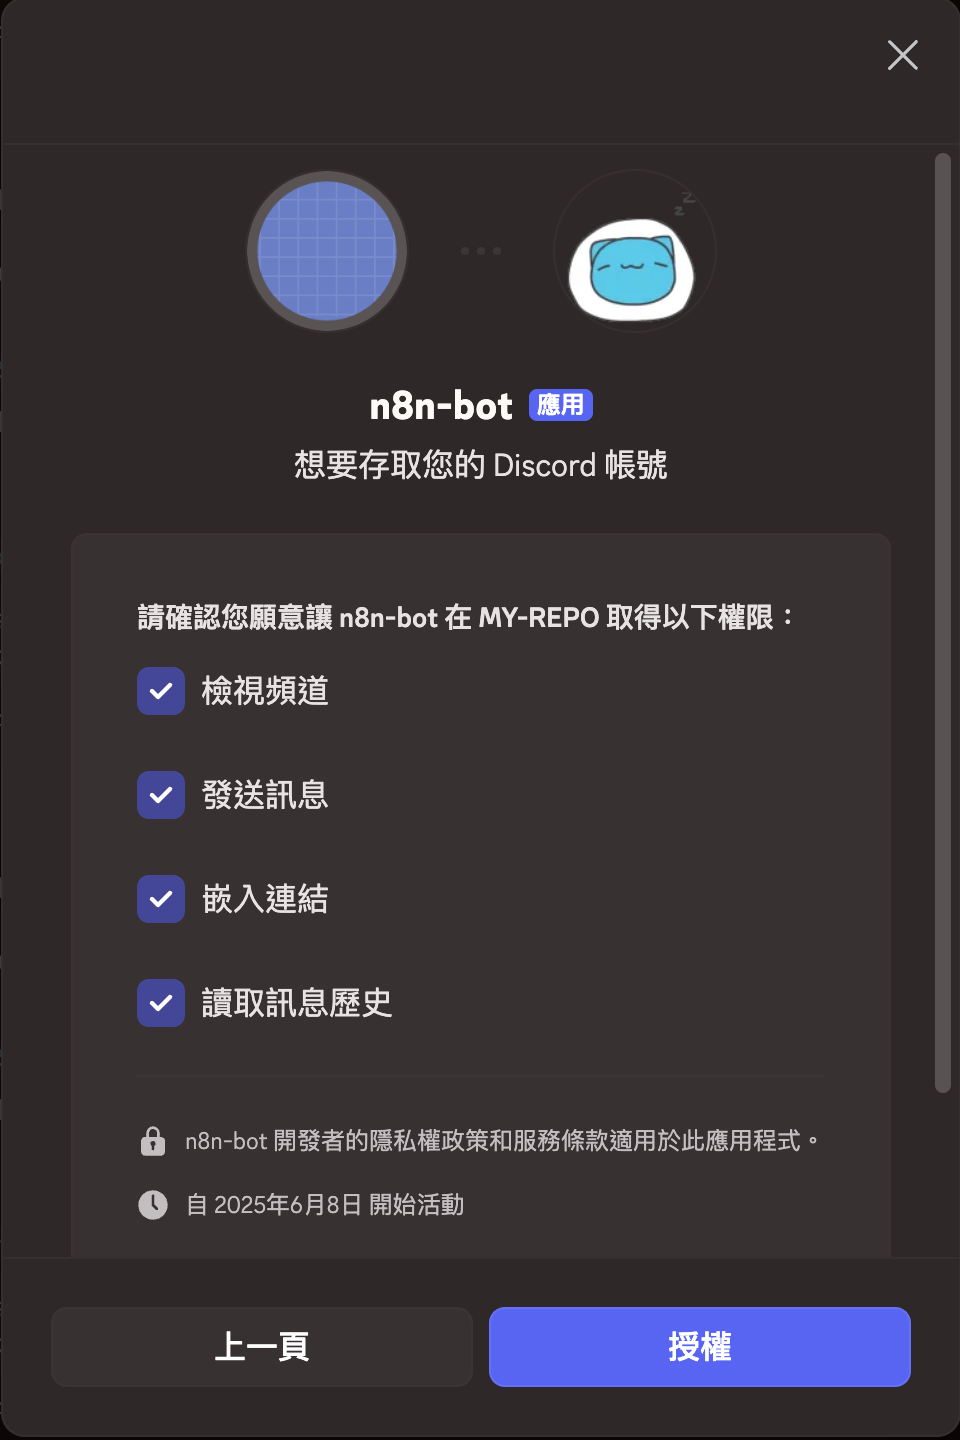 z
z
n8n-bot 應用
想要存取您的 Discord 帳號
請確認您願意讓 n8n-bot 在 MY-REPO 取得以下權限：
檢視頻道
發送訊息
嵌入連結
讀取訊息歷史
n8n-bot 開發者的隱私權政策和服務條款適用於此應用程式。
自 2025年6月8日 開始活動
上一頁
授權